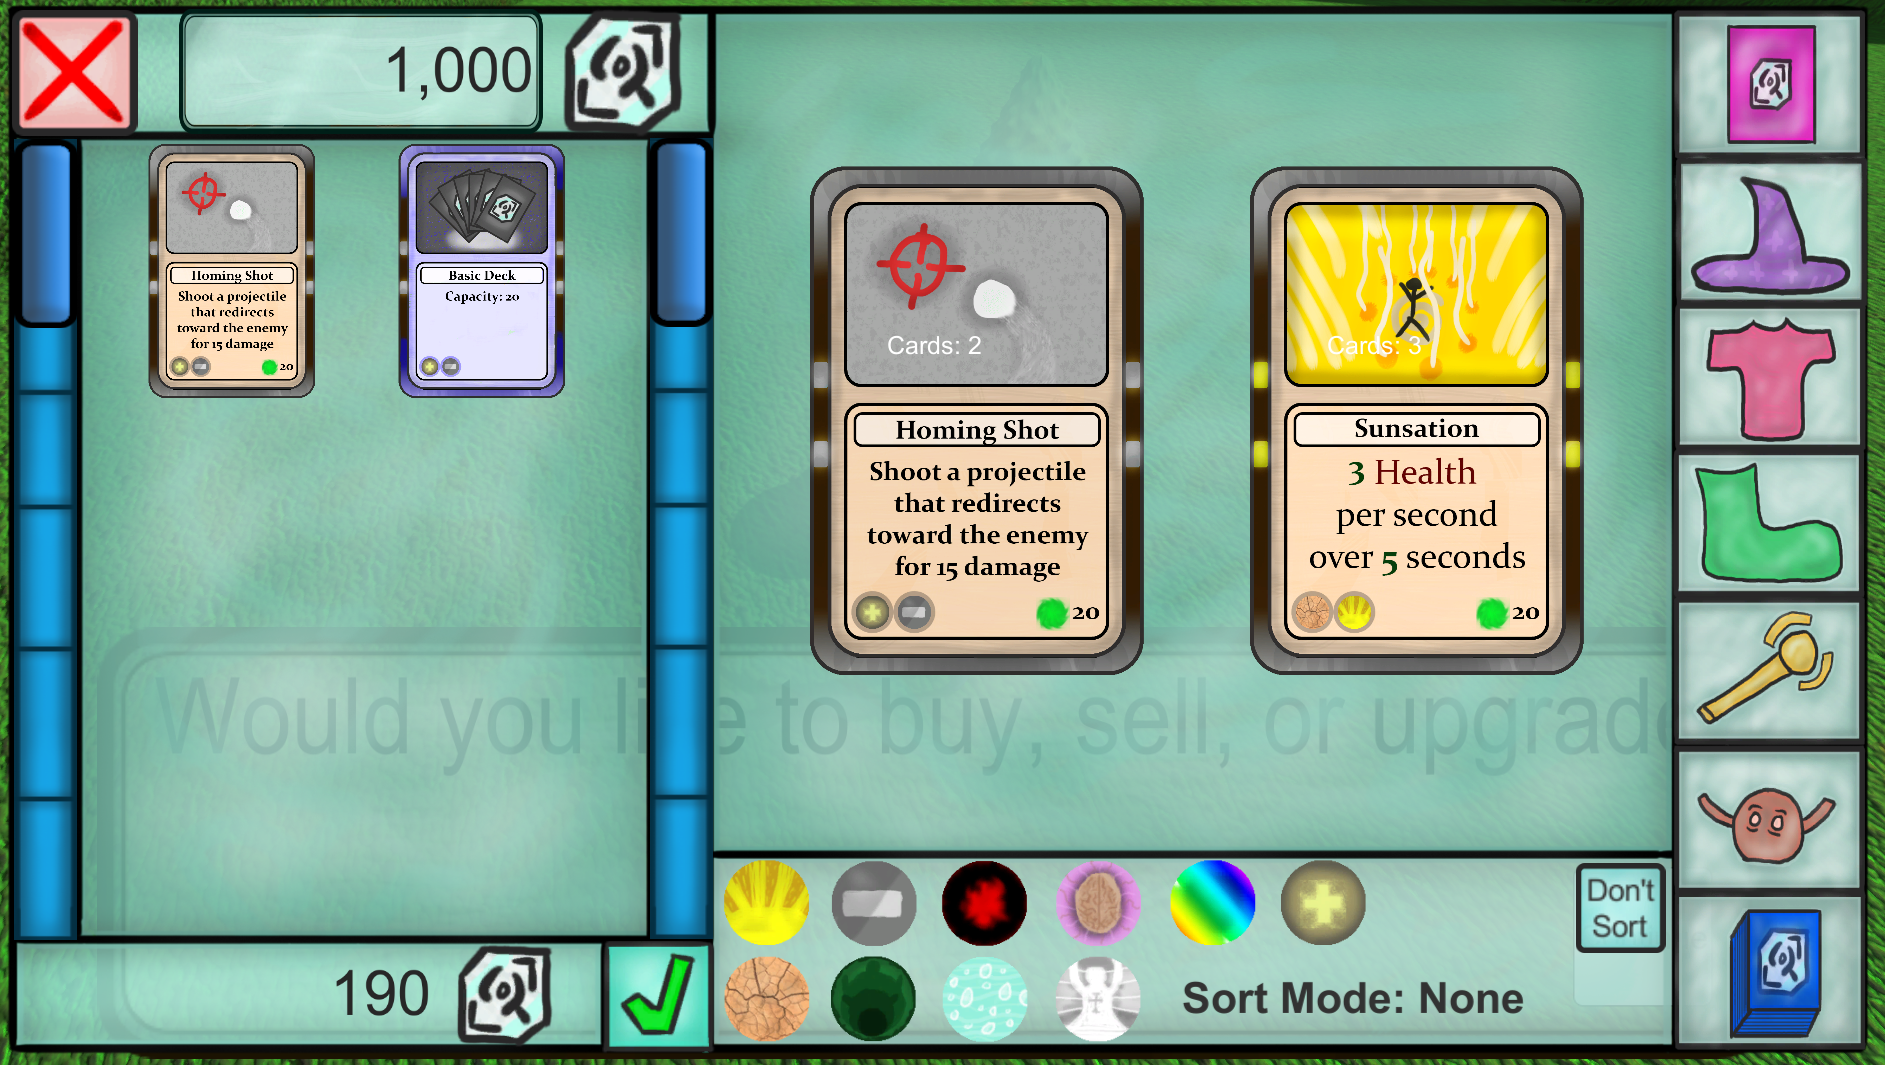 1,000
Homing Shot
Shoot a projectile
that redirects
toward the enemy
for 15 damage
20
Basic Deck
Capacity: 20
Cards: 2
Homing Shot
Shoot a projectile
that redirects
toward the enemy
for 15 damage
20
Cards: 3
Sunsation
3 Health
per second
over 5 seconds
20
Would you like to buy, sell, or upgrade
190
Don't
Sort
Sort Mode: None